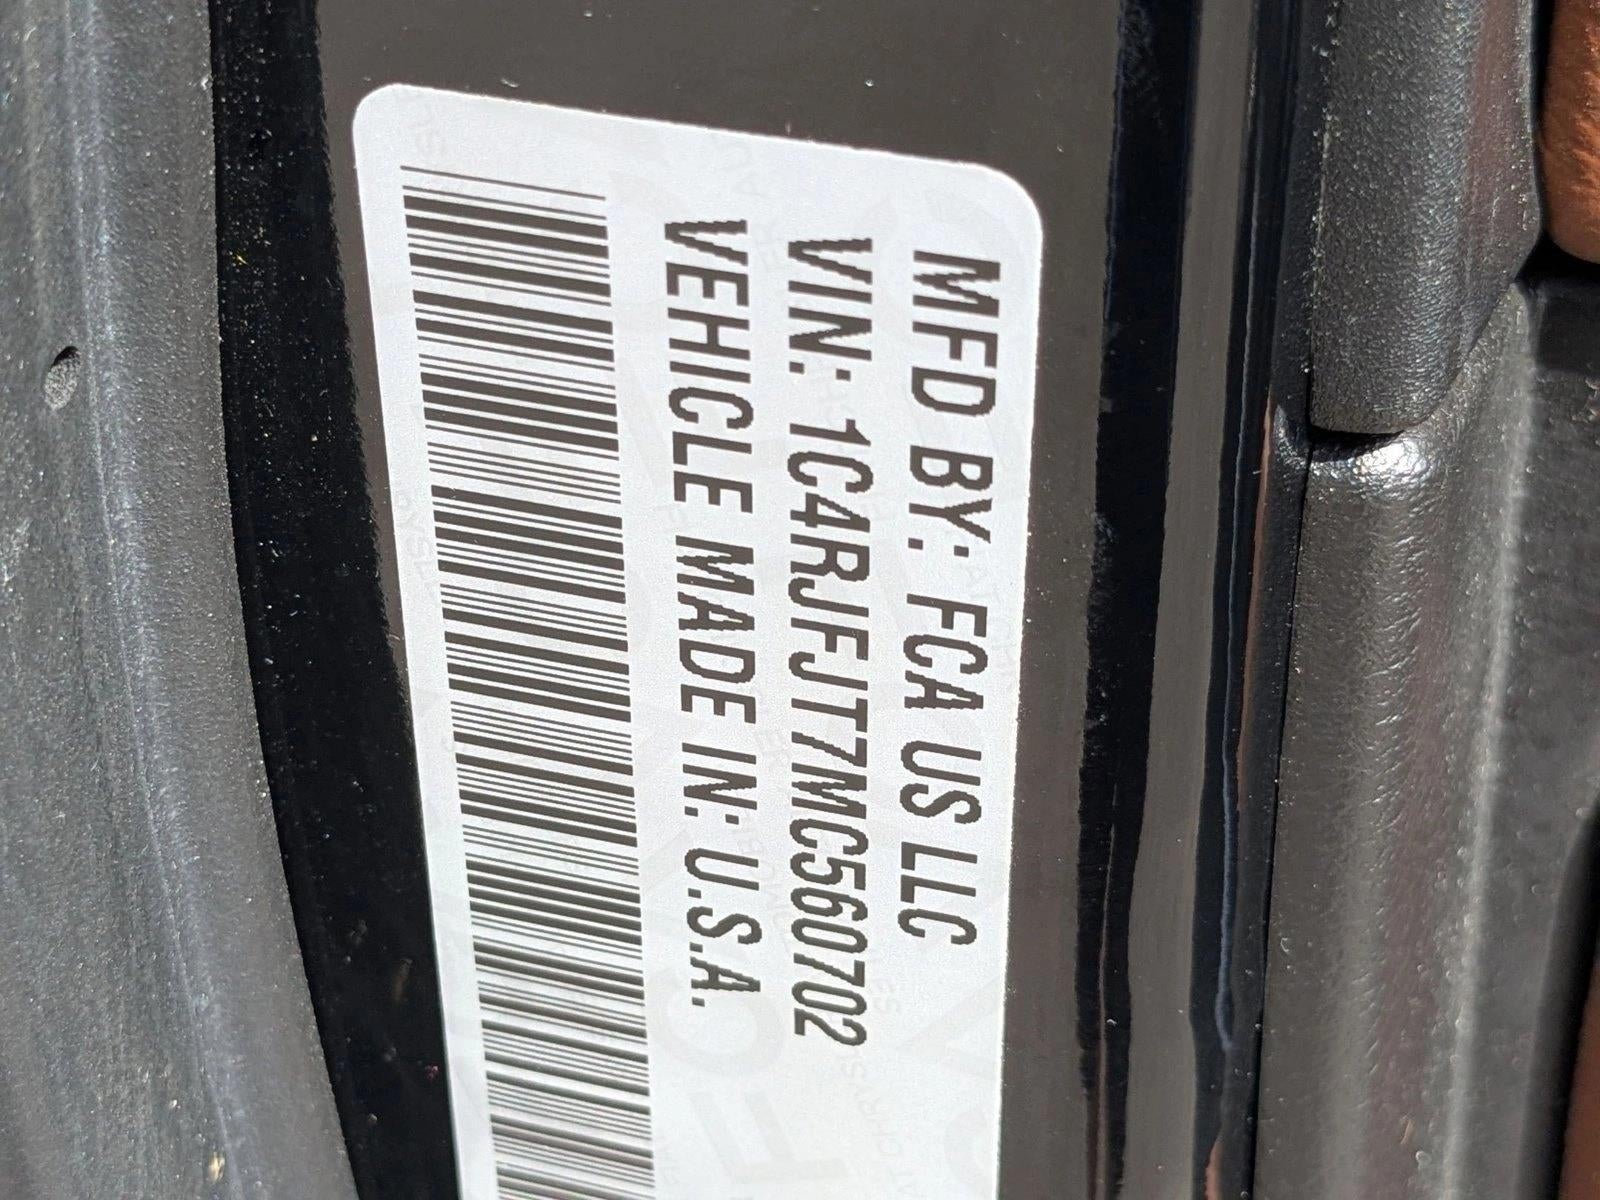 MFD BY: FCA US LLC
VIN: 1C4RJFJT7MC560702
VEHICLE MADE IN: U.S.A.